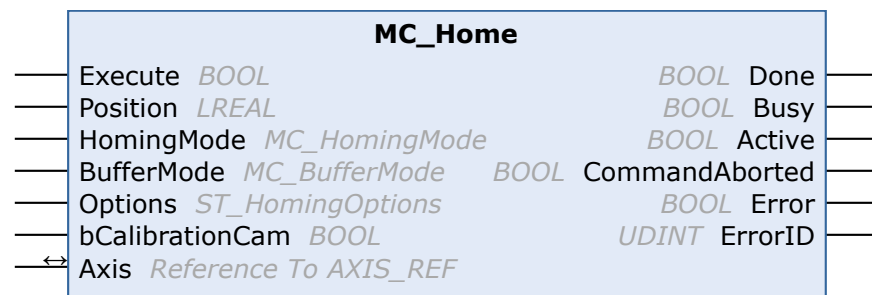 MC_Home
Execute BOOL BOOL Done
Position LREAL BOOL Busy
HomingMode MC_HomingMode BOOL Active
BufferMode MC_BufferMode BOOL CommandAborted
Options ST_HomingOptions BOOL Error
bCalibrationCam BOOL UDINT ErrorID
↔ Axis Reference To AXIS_REF